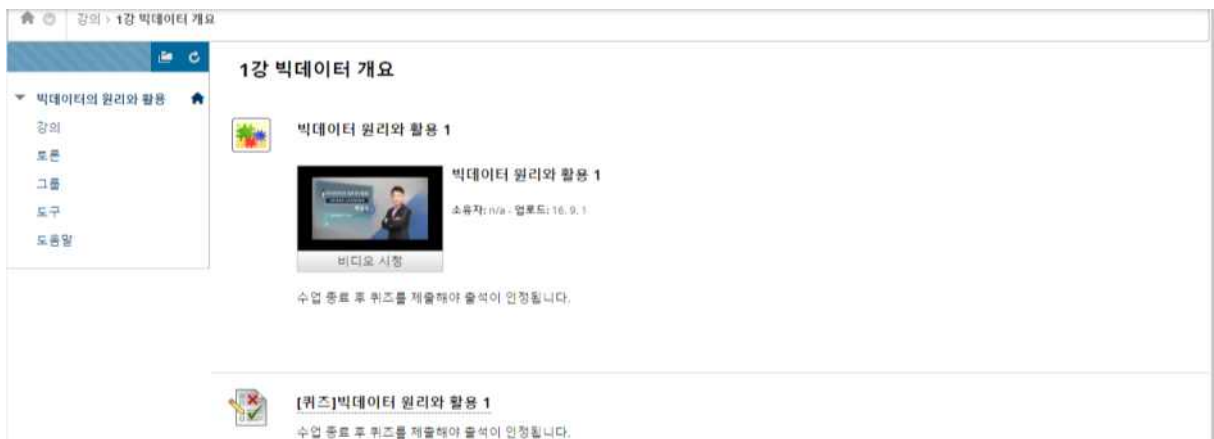 강의 > 1강 빅데이터 개요
빅데이터의 원리와 활용
강의
토론
그룹
도구
도움말
1강 빅데이터 개요
빅데이터 원리와 활용 1
빅데이터 원리와 활용 1
소유자: n/a - 업로드: 16. 9. 1
비디오 시청
수업 종료 후 퀴즈를 제출해야 출석이 인정됩니다.
[퀴즈]빅데이터 원리와 활용 1
수업 종료 후 퀴즈를 제출해야 출석이 인정됩니다.